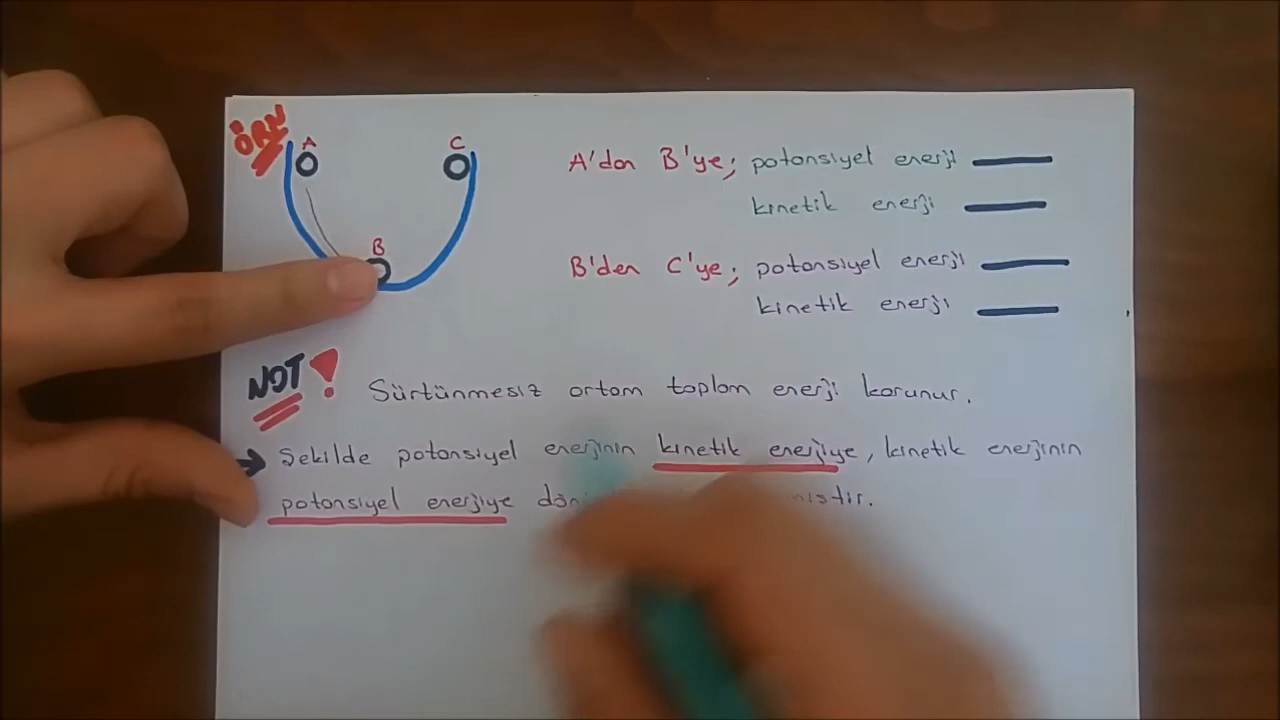 ÖRN
A
C
B
A'dan B'ye; potansiyel enerji
kinetik enerji
B'den C'ye; potansiyel enerji
kinetik enerji
NOT!
Sürtünmesiz ortam toplam enerji korunur.
→ Şekilde potansiyel enerjinin kinetik enerjiye, kinetik enerjinin
potansiyel enerjiye